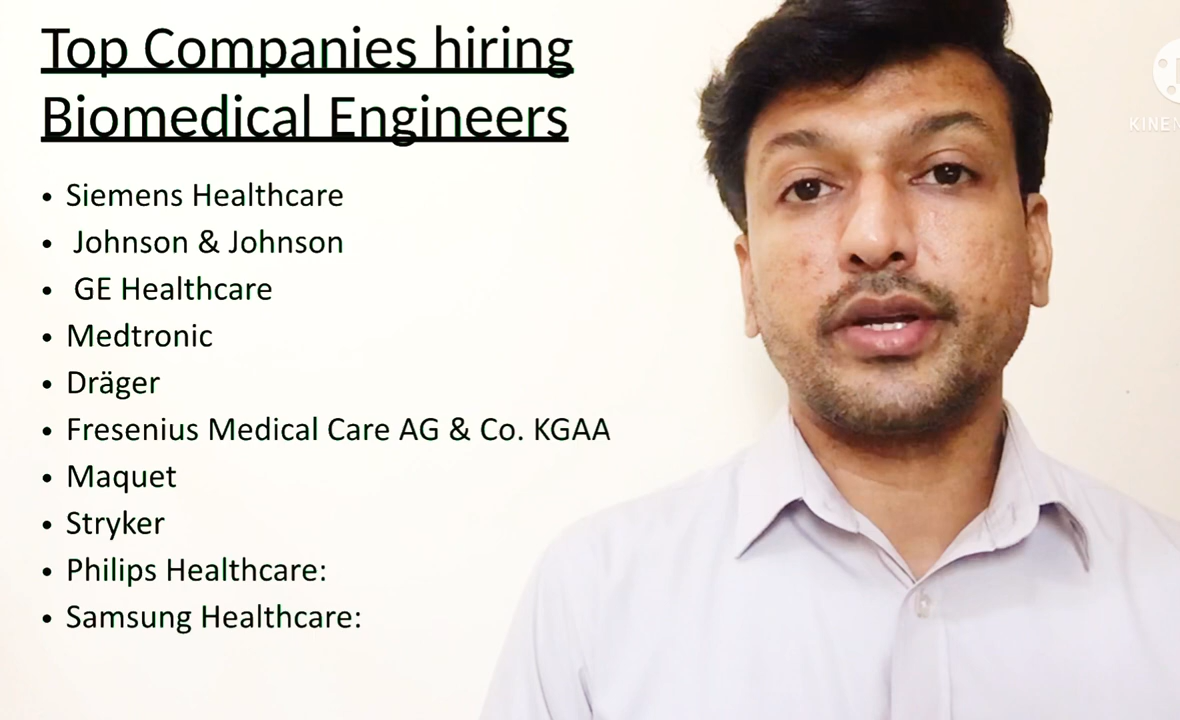 Top Companies hiring
Biomedical Engineers
• Siemens Healthcare
• Johnson & Johnson
• GE Healthcare
• Medtronic
• Dräger
• Fresenius Medical Care AG & Co. KGAA
• Maquet
• Stryker
• Philips Healthcare:
• Samsung Healthcare:
KINEM